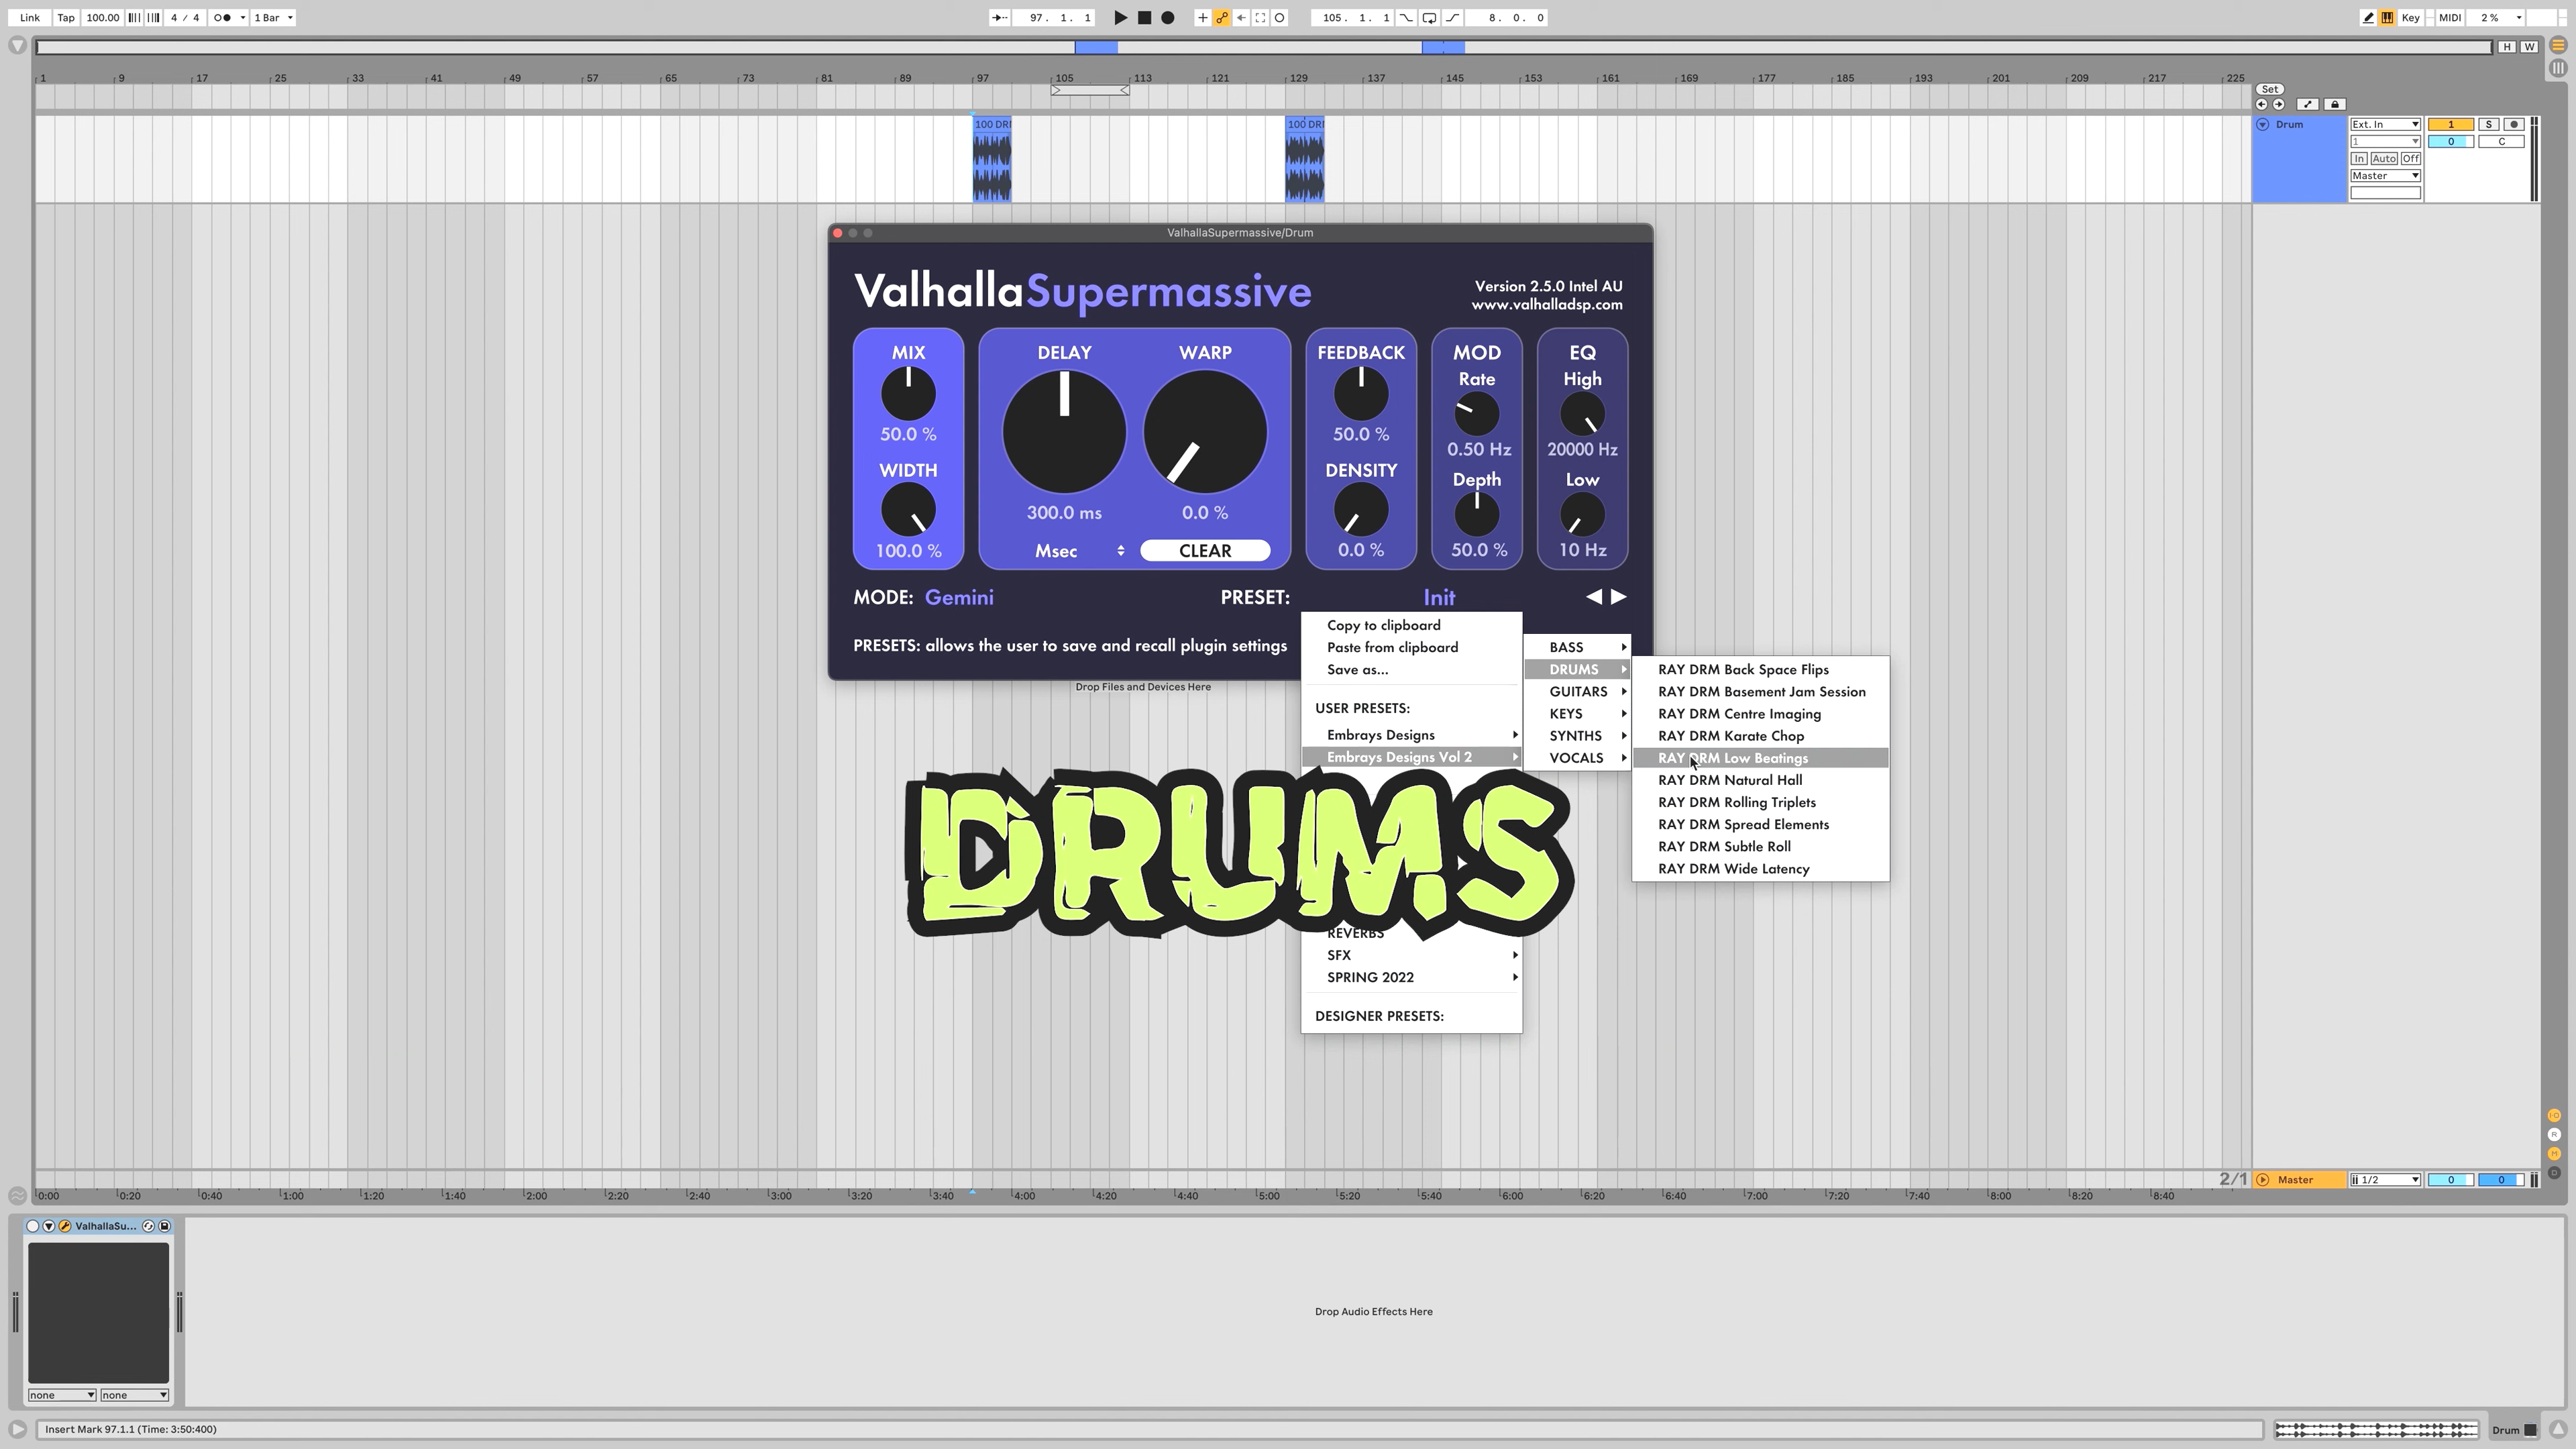 Link Tap 100.00 4 / 4 1 Bar 97. 1. 1 105. 1. 1 8. 0. 0 Key MIDI 2 %
H W
1 9 17 25 33 41 49 57 65 73 81 89 97 105 113 121 129 137 145 153 161 169 177 185 193 201 209 217 225
Set
100 DRI 100 DRI Drum Ext. In 1 S
1 0 C
In Auto Off
Master
ValhallaSupermassive/Drum
ValhallaSupermassive
Version 2.5.0 Intel AU
www.valhalladsp.com
MIX DELAY WARP FEEDBACK MOD EQ
Rate High
50.0 % 50.0 % 0.50 Hz 20000 Hz
WIDTH DENSITY Depth Low
300.0 ms 0.0 %
100.0 % Msec CLEAR 0.0 % 50.0 % 10 Hz
MODE: Gemini PRESET: Init
PRESETS: allows the user to save and recall plugin settings
Drop Files and Devices Here
Copy to clipboard
Paste from clipboard
Save as...
USER PRESETS:
Embrays Designs
Embrays Designs Vol 2
BASS
DRUMS
GUITARS
KEYS
SYNTHS
VOCALS
RAY DRM Back Space Flips
RAY DRM Basement Jam Session
RAY DRM Centre Imaging
RAY DRM Karate Chop
RAY DRM Low Beatings
RAY DRM Natural Hall
RAY DRM Rolling Triplets
RAY DRM Spread Elements
RAY DRM Subtle Roll
RAY DRM Wide Latency
DRUMS
REVERBS
SFX
SPRING 2022
DESIGNER PRESETS:
2/1 Master 1/2 0 0
0:00 0:20 0:40 1:00 1:20 1:40 2:00 2:20 2:40 3:00 3:20 3:40 4:00 4:20 4:40 5:00 5:20 5:40 6:00 6:20 6:40 7:00 7:20 7:40 8:00 8:20 8:40
ValhallaSu...
Drop Audio Effects Here
none none
Insert Mark 97.1.1 (Time: 3:50:400) Drum